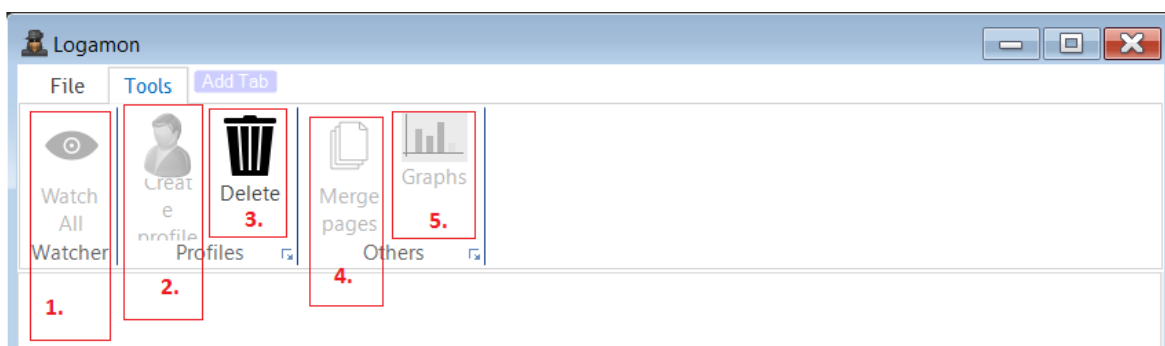 Logamon
File Tools Add Tab
Watch
All
Watcher
1.
Creat
e
profile
2.
Delete
3.
Profiles
Merge
pages
4.
Graphs
5.
Others